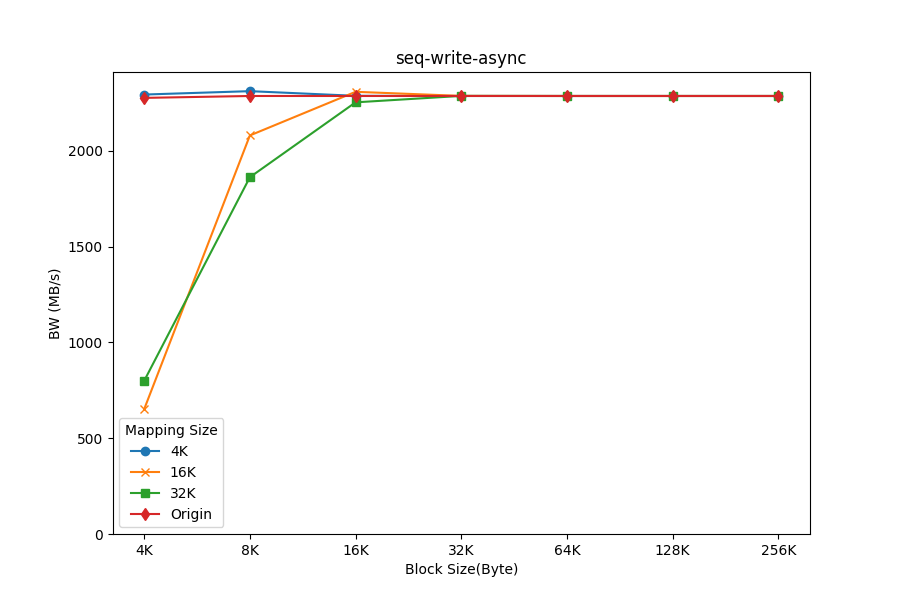 seq-write-async
BW (MB/s)
2000
1500
1000
500
0
Mapping Size
4K
16K
32K
Origin
4K 8K 16K 32K 64K 128K 256K
Block Size(Byte)